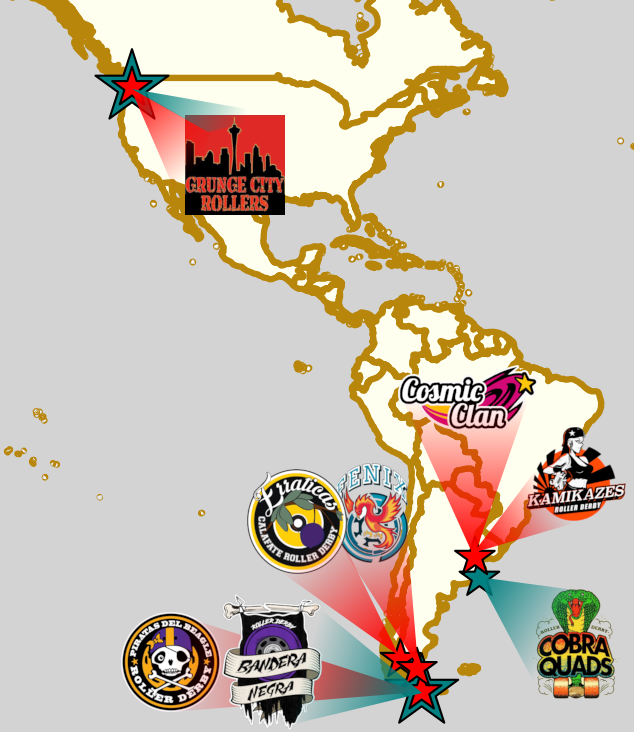 GRUNGE CITY
ROLLERS
Cosmic
Clan
KAMIKAZES
ROLLER DERBY
Erraticas
CALAFATE ROLLER DERBY
FENIX
PIRATAS DEL BEAGLE
ROLLER DERBY
ROLLER DERBY
BANDERA
NEGRA
ROLLER DERBY
COBRA
QUADS